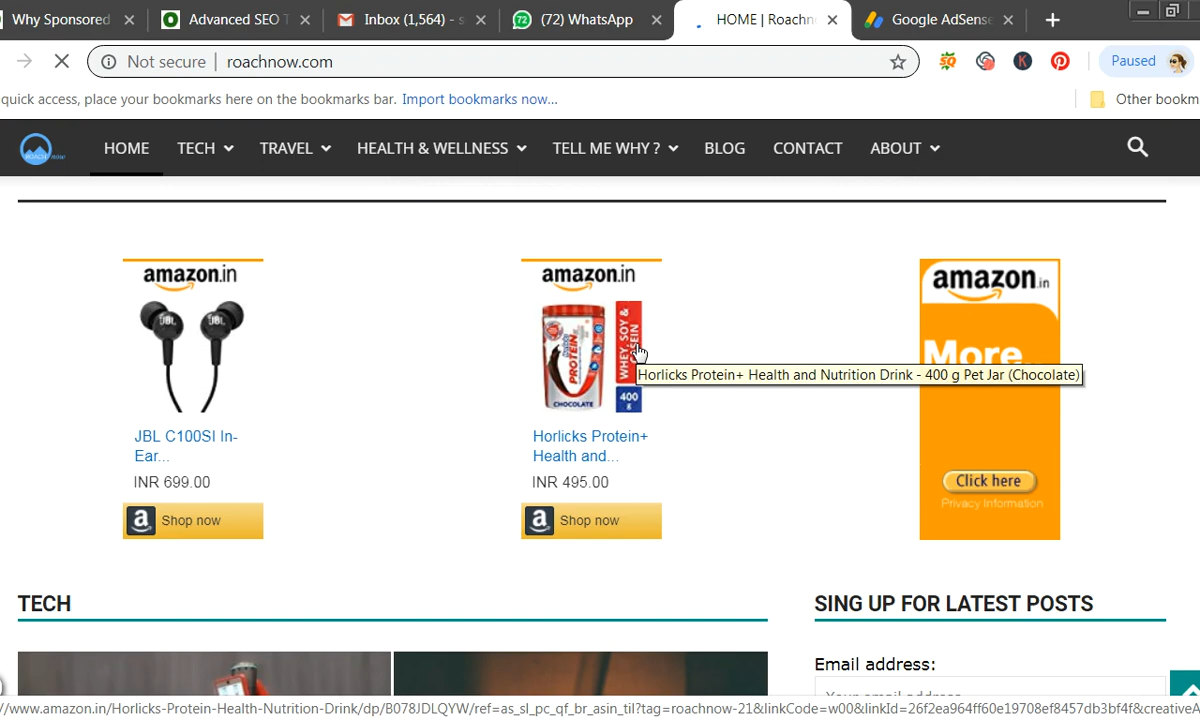 Why Sponsored
Advanced SEO T
Inbox (1,564) - s
(72) WhatsApp
HOME | Roachn
Google AdSense
Not secure | roachnow.com
Paused
quick access, place your bookmarks here on the bookmarks bar. Import bookmarks now...
Other bookm
ROACH now
HOME
TECH
TRAVEL
HEALTH & WELLNESS
TELL ME WHY ?
BLOG
CONTACT
ABOUT
amazon.in
JBL JBL
JBL C100SI In-
Ear...
INR 699.00
a Shop now
amazon.in
Horlicks
PROTEIN
CHOCOLATE
WHEY, SOY &
400
g
Horlicks Protein+ Health and Nutrition Drink - 400 g Pet Jar (Chocolate)
Horlicks Protein+
Health and...
INR 495.00
a Shop now
amazon.in
More
Click here
Privacy Information
TECH
SING UP FOR LATEST POSTS
Email address:
Your email address
//www.amazon.in/Horlicks-Protein-Health-Nutrition-Drink/dp/B078JDLQYW/ref=as_sl_pc_qf_br_asin_til?tag=roachnow-21&linkCode=w00&linkId=26f2ea964ff60e19708ef8457db3bf4f&creativeA